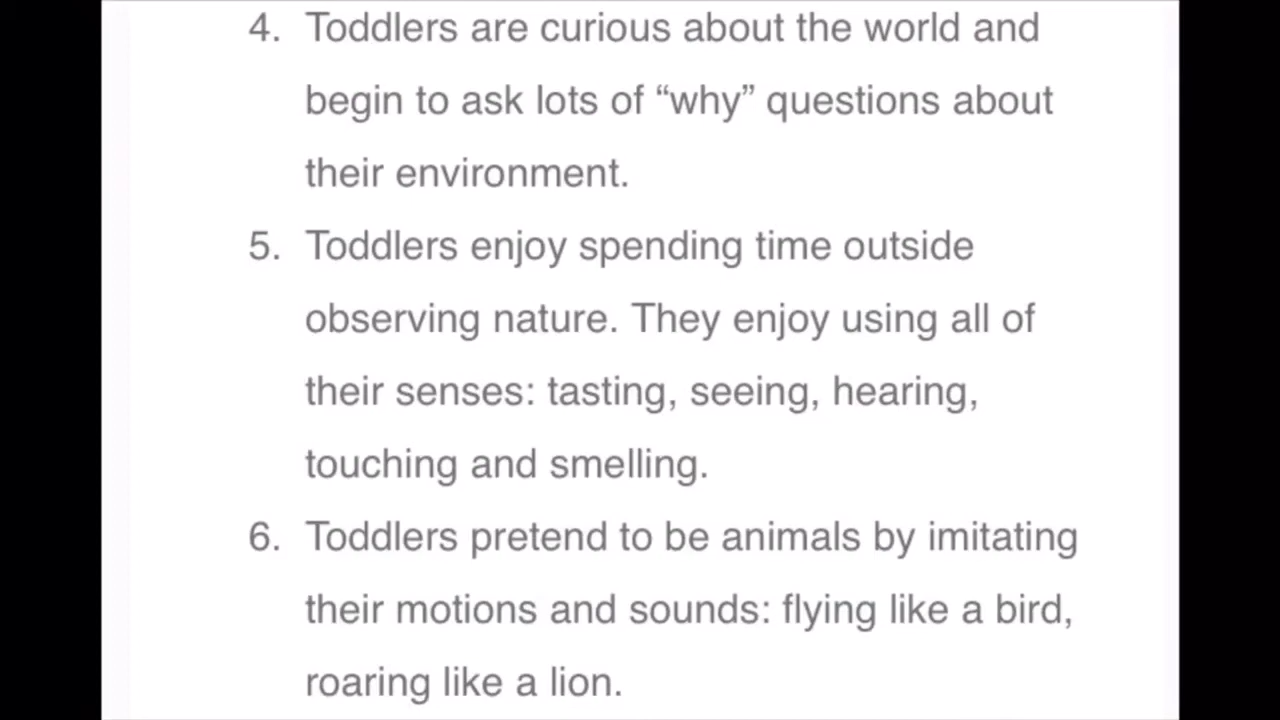 4. Toddlers are curious about the world and
begin to ask lots of “why” questions about
their environment.
5. Toddlers enjoy spending time outside
observing nature. They enjoy using all of
their senses: tasting, seeing, hearing,
touching and smelling.
6. Toddlers pretend to be animals by imitating
their motions and sounds: flying like a bird,
roaring like a lion.